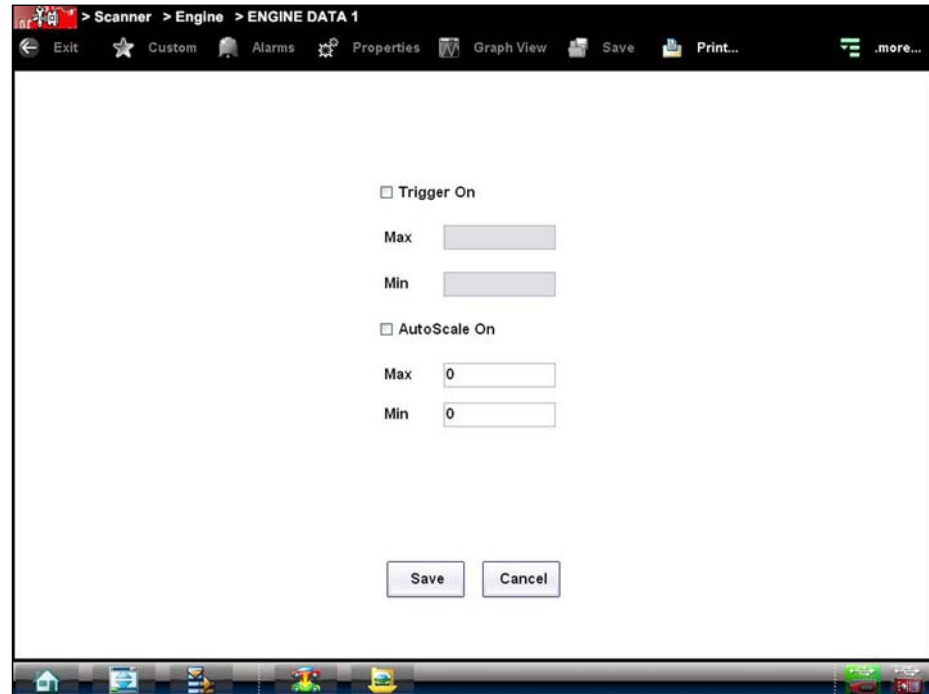 > Scanner > Engine > ENGINE DATA 1
Exit Custom Alarms Properties Graph View Save Print... .more...
Trigger On
Max
Min
AutoScale On
Max 0
Min 0
Save Cancel